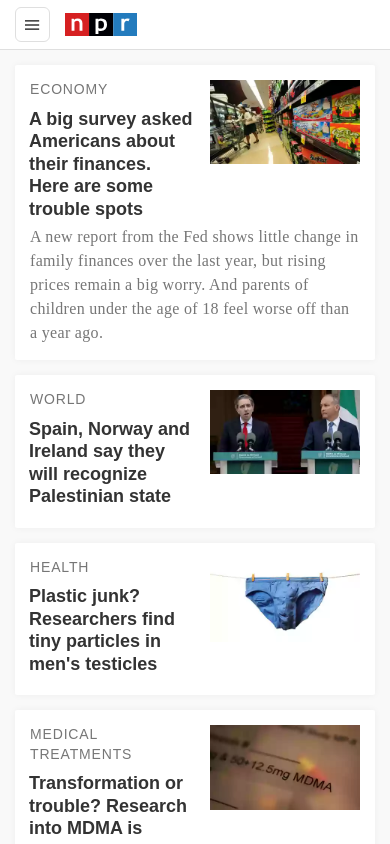 npr
ECONOMY
A big survey asked
Americans about
their finances.
Here are some
trouble spots
A new report from the Fed shows little change in
family finances over the last year, but rising
prices remain a big worry. And parents of
children under the age of 18 feel worse off than
a year ago.
WORLD
Spain, Norway and
Ireland say they
will recognize
Palestinian state
HEALTH
Plastic junk?
Researchers find
tiny particles in
men's testicles
MEDICAL
TREATMENTS
& 50+12.5mg MDMA
Transformation or
trouble? Research
into MDMA is